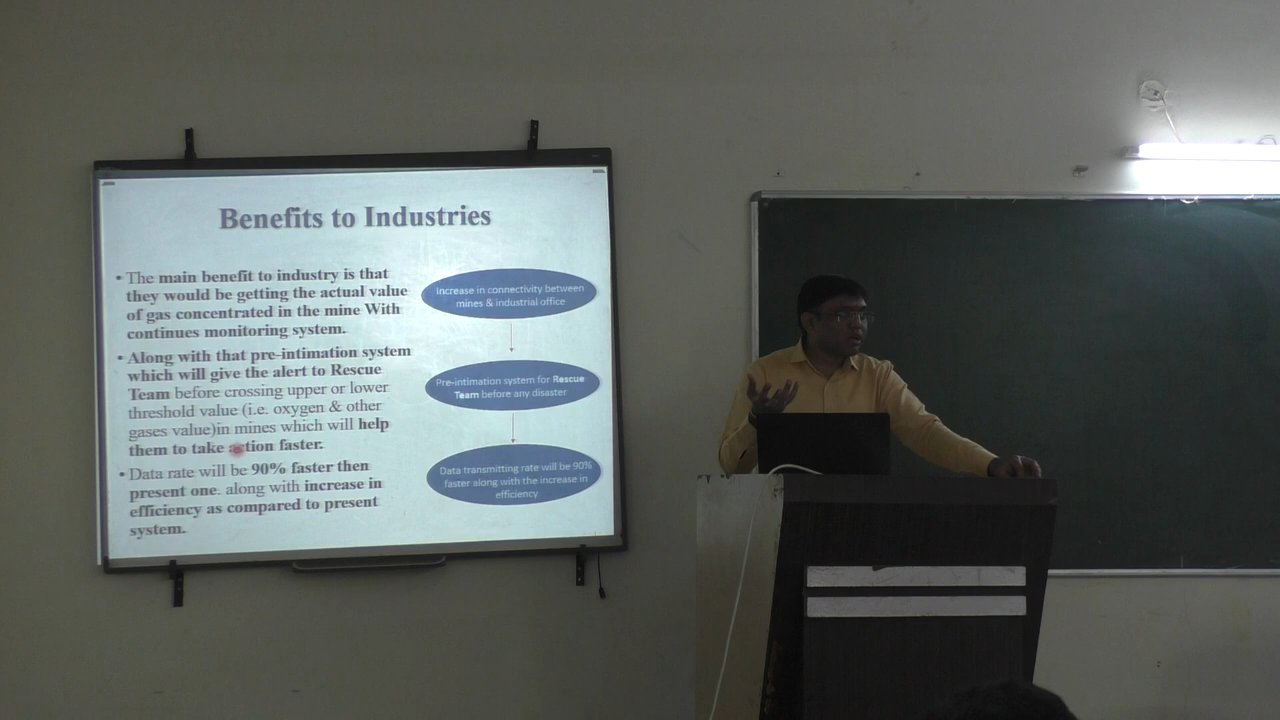 Benefits to Industries
• The main benefit to industry is that
they would be getting the actual value
of gas concentrated in the mine With
continues monitoring system.
• Along with that pre-intimation system
which will give the alert to Rescue
Team before crossing upper or lower
threshold value (i.e. oxygen & other
gases value)in mines which will help
them to take action faster.
• Data rate will be 90% faster then
present one. along with increase in
efficiency as compared to present
system.
Increase in connectivity between
mines & industrial office
Pre-intimation system for Rescue
Team before any disaster
Data transmitting rate will be 90%
faster along with the increase in
efficiency